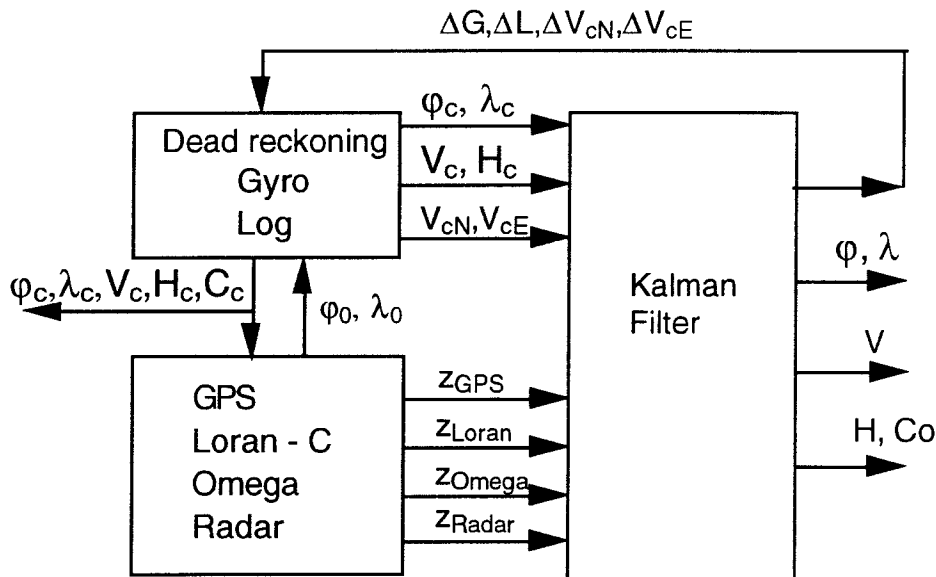 ΔG,ΔL,ΔV_cN,ΔV_cE
φ_c, λ_c
Dead reckoning
Gyro
Log
V_c, H_c
V_cN,V_cE
φ_c,λ_c,V_c,H_c,C_c
φ_0, λ_0
Kalman
Filter
φ, λ
V
H, Co
GPS
Loran - C
Omega
Radar
z_GPS
z_Loran
z_Omega
z_Radar